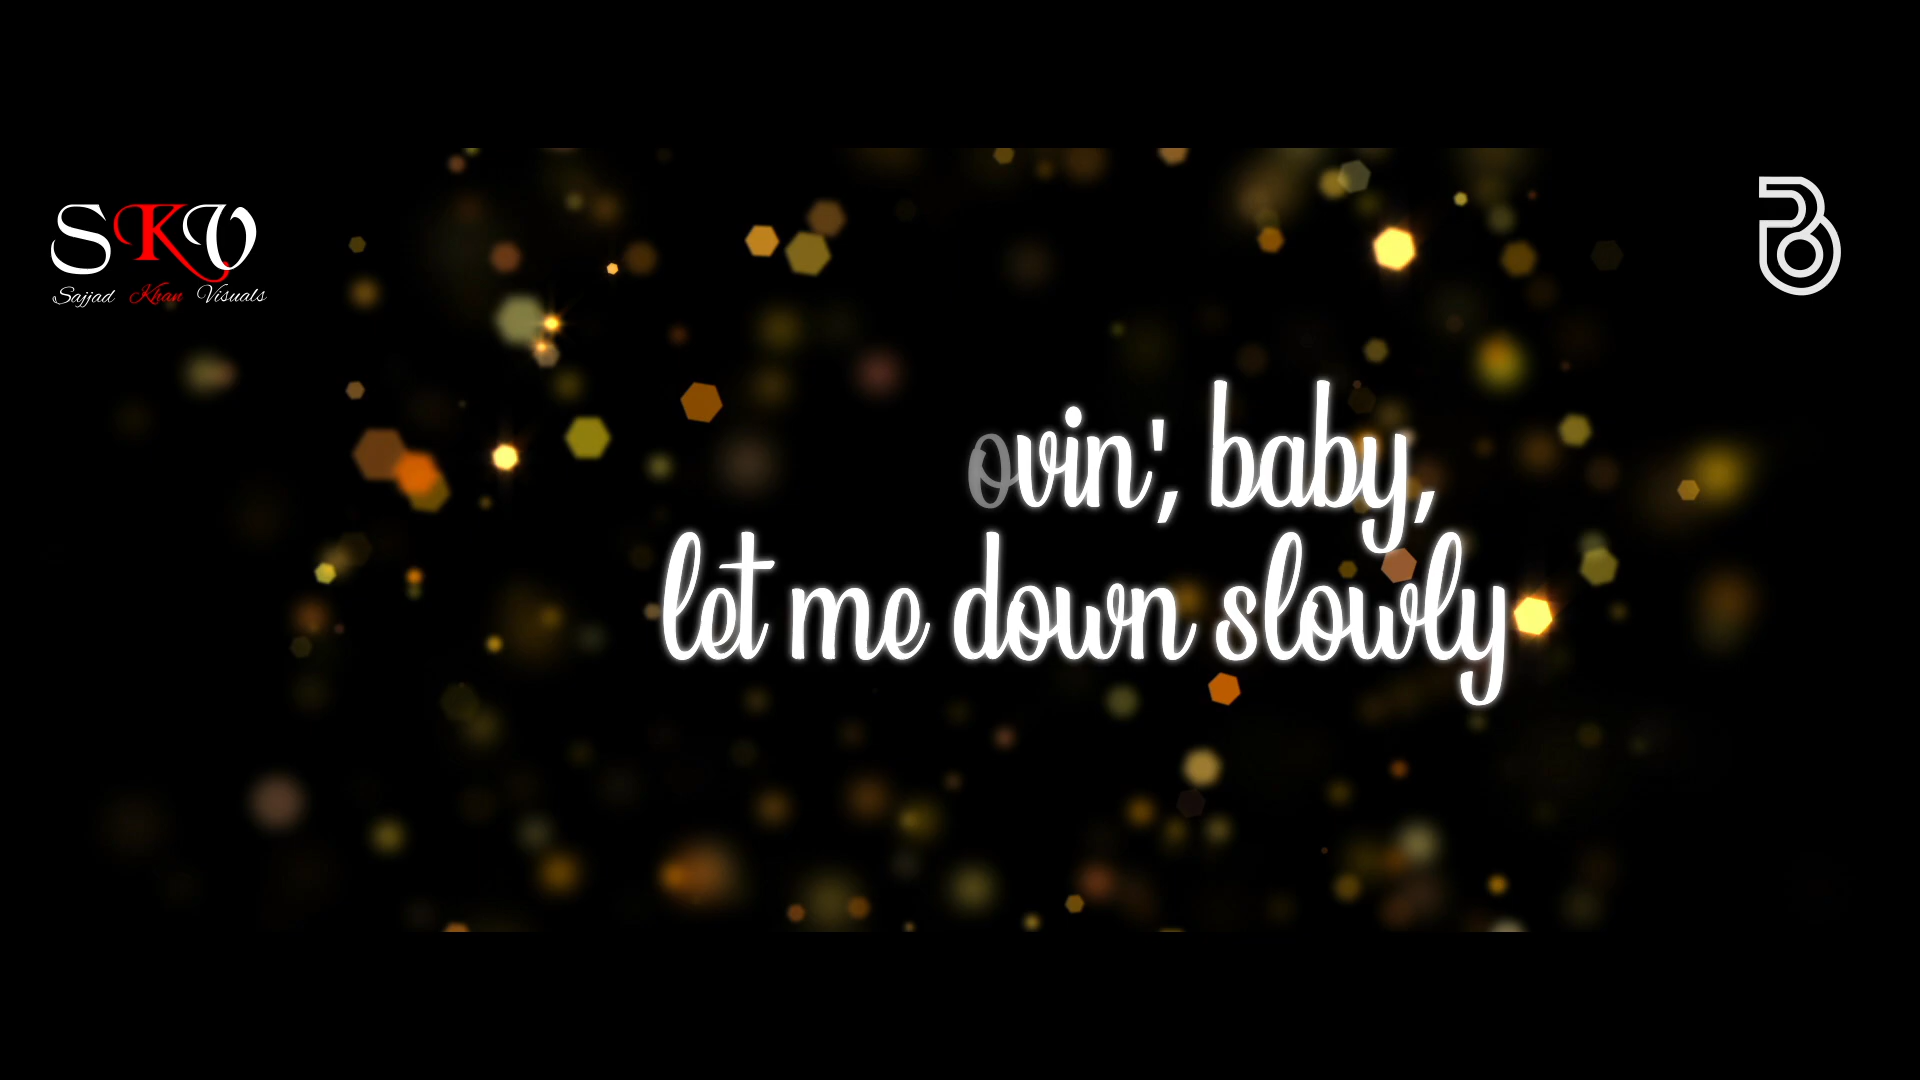 SKV
Sajjad Khan Visuals
ovin', baby,
let me down slowly